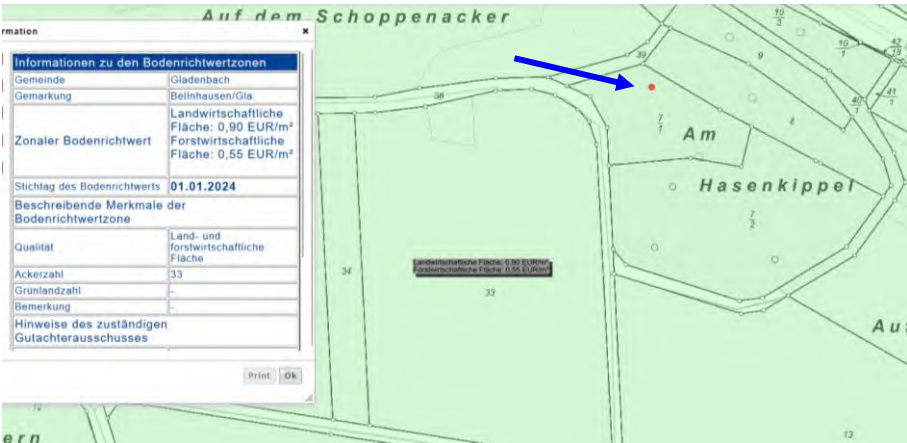 Auf dem Schoppenacker
rmation
×
Informationen zu den Bodenrichtwertzonen
Gemeinde
Gladenbach
Gemarkung
Bellnhausen/Gla.
Zonaler Bodenrichtwert
Landwirtschaftliche
Fläche: 0,90 EUR/m²
Forstwirtschaftliche
Fläche: 0,55 EUR/m²
Stichtag des Bodenrichtwerts
01.01.2024
Beschreibende Merkmale der
Bodenrichtwertzone
Qualität
Land- und
forstwirtschaftliche
Fläche
Ackerzahl
33
Grünlandzahl
-
Bemerkung
-
Hinweise des zuständigen
Gutachterausschusses
Print
Ok
10
3
39
9
10
1
42
41
1
40
1
38
7
1
Am
8
Hasenkippel
7
2
Landwirtschaftliche Fläche: 0,90 EUR/m²
Forstwirtschaftliche Fläche: 0,55 EUR/m²
34
33
Au
12
13
ern